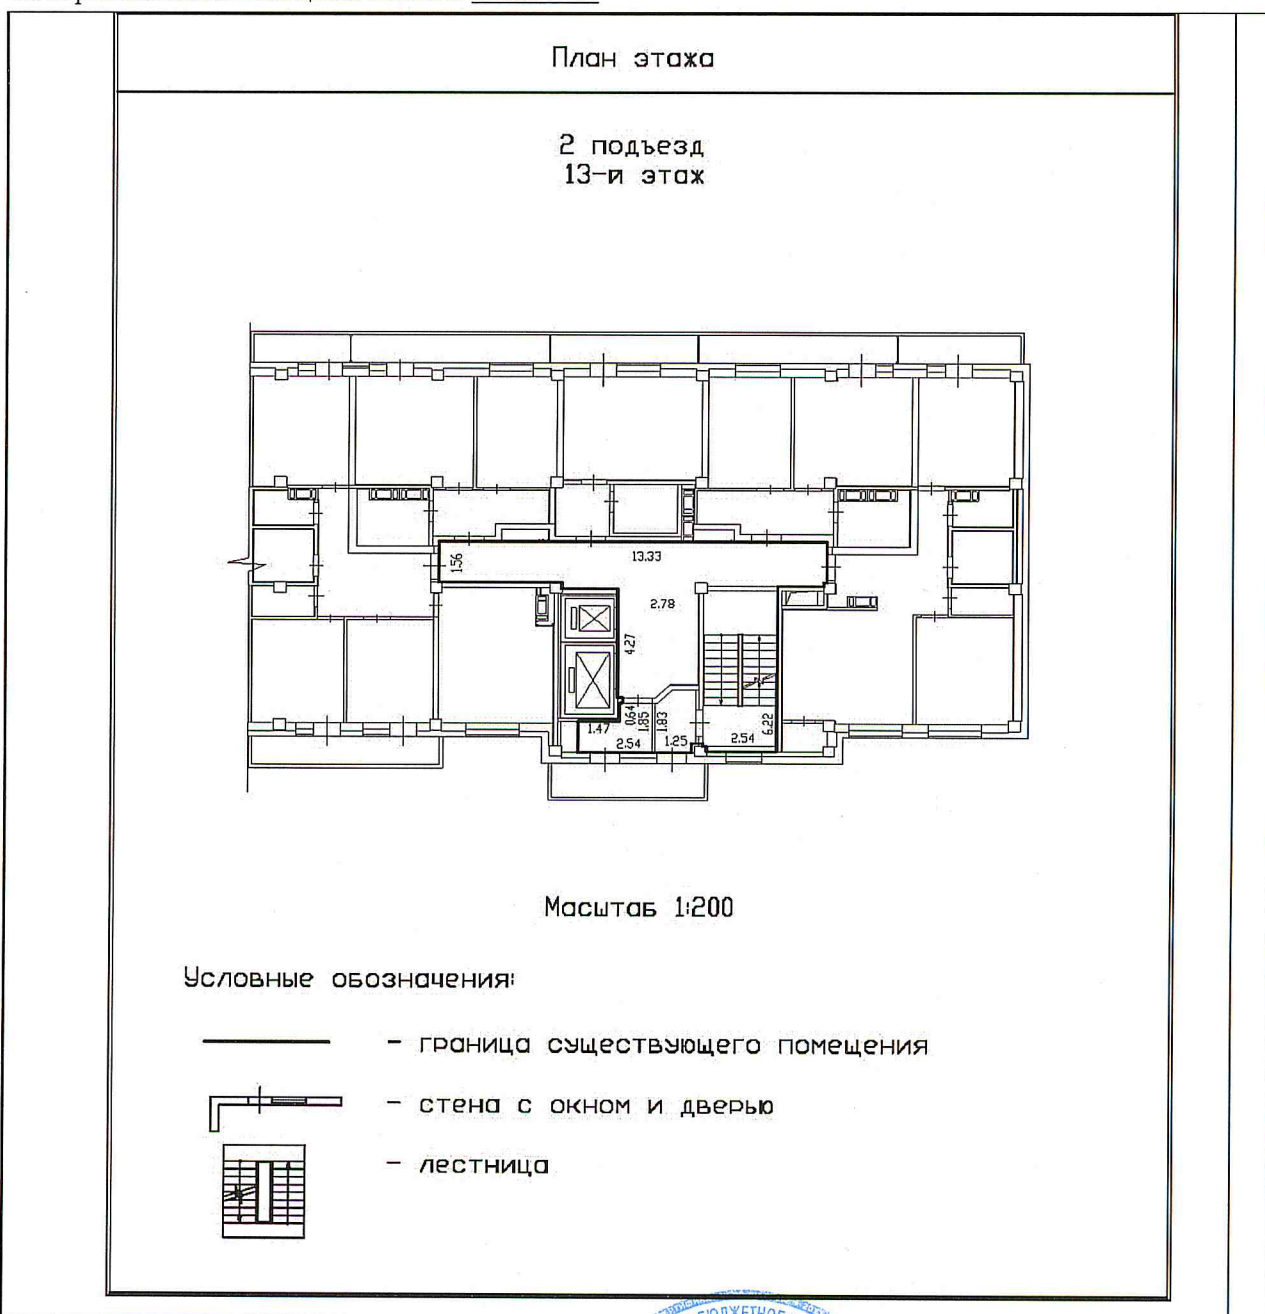 План этажа
2 подъезд
13-й этаж
13.33
1.56
2.78
4.27
0.64
1.85
1.83
6.22
1.47
2.54
1.25
2.54
Масштаб 1:200
Условные обозначения:
- граница существующего помещения
- стена с окном и дверью
- лестница
БЮДЖЕТНОЕ